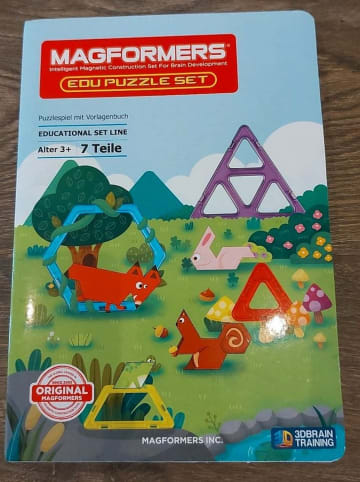 MAGFORMERS®
Intelligent Magnetic Construction Set For Brain Development
EDU PUZZLE SET
Puzzlespiel mit Vorlagenbuch
EDUCATIONAL SET LINE
Alter 3+ 7 Teile
ORIGINAL
MAGFORMERS
MAGFORMERS INC.
3DBRAIN
TRAINING